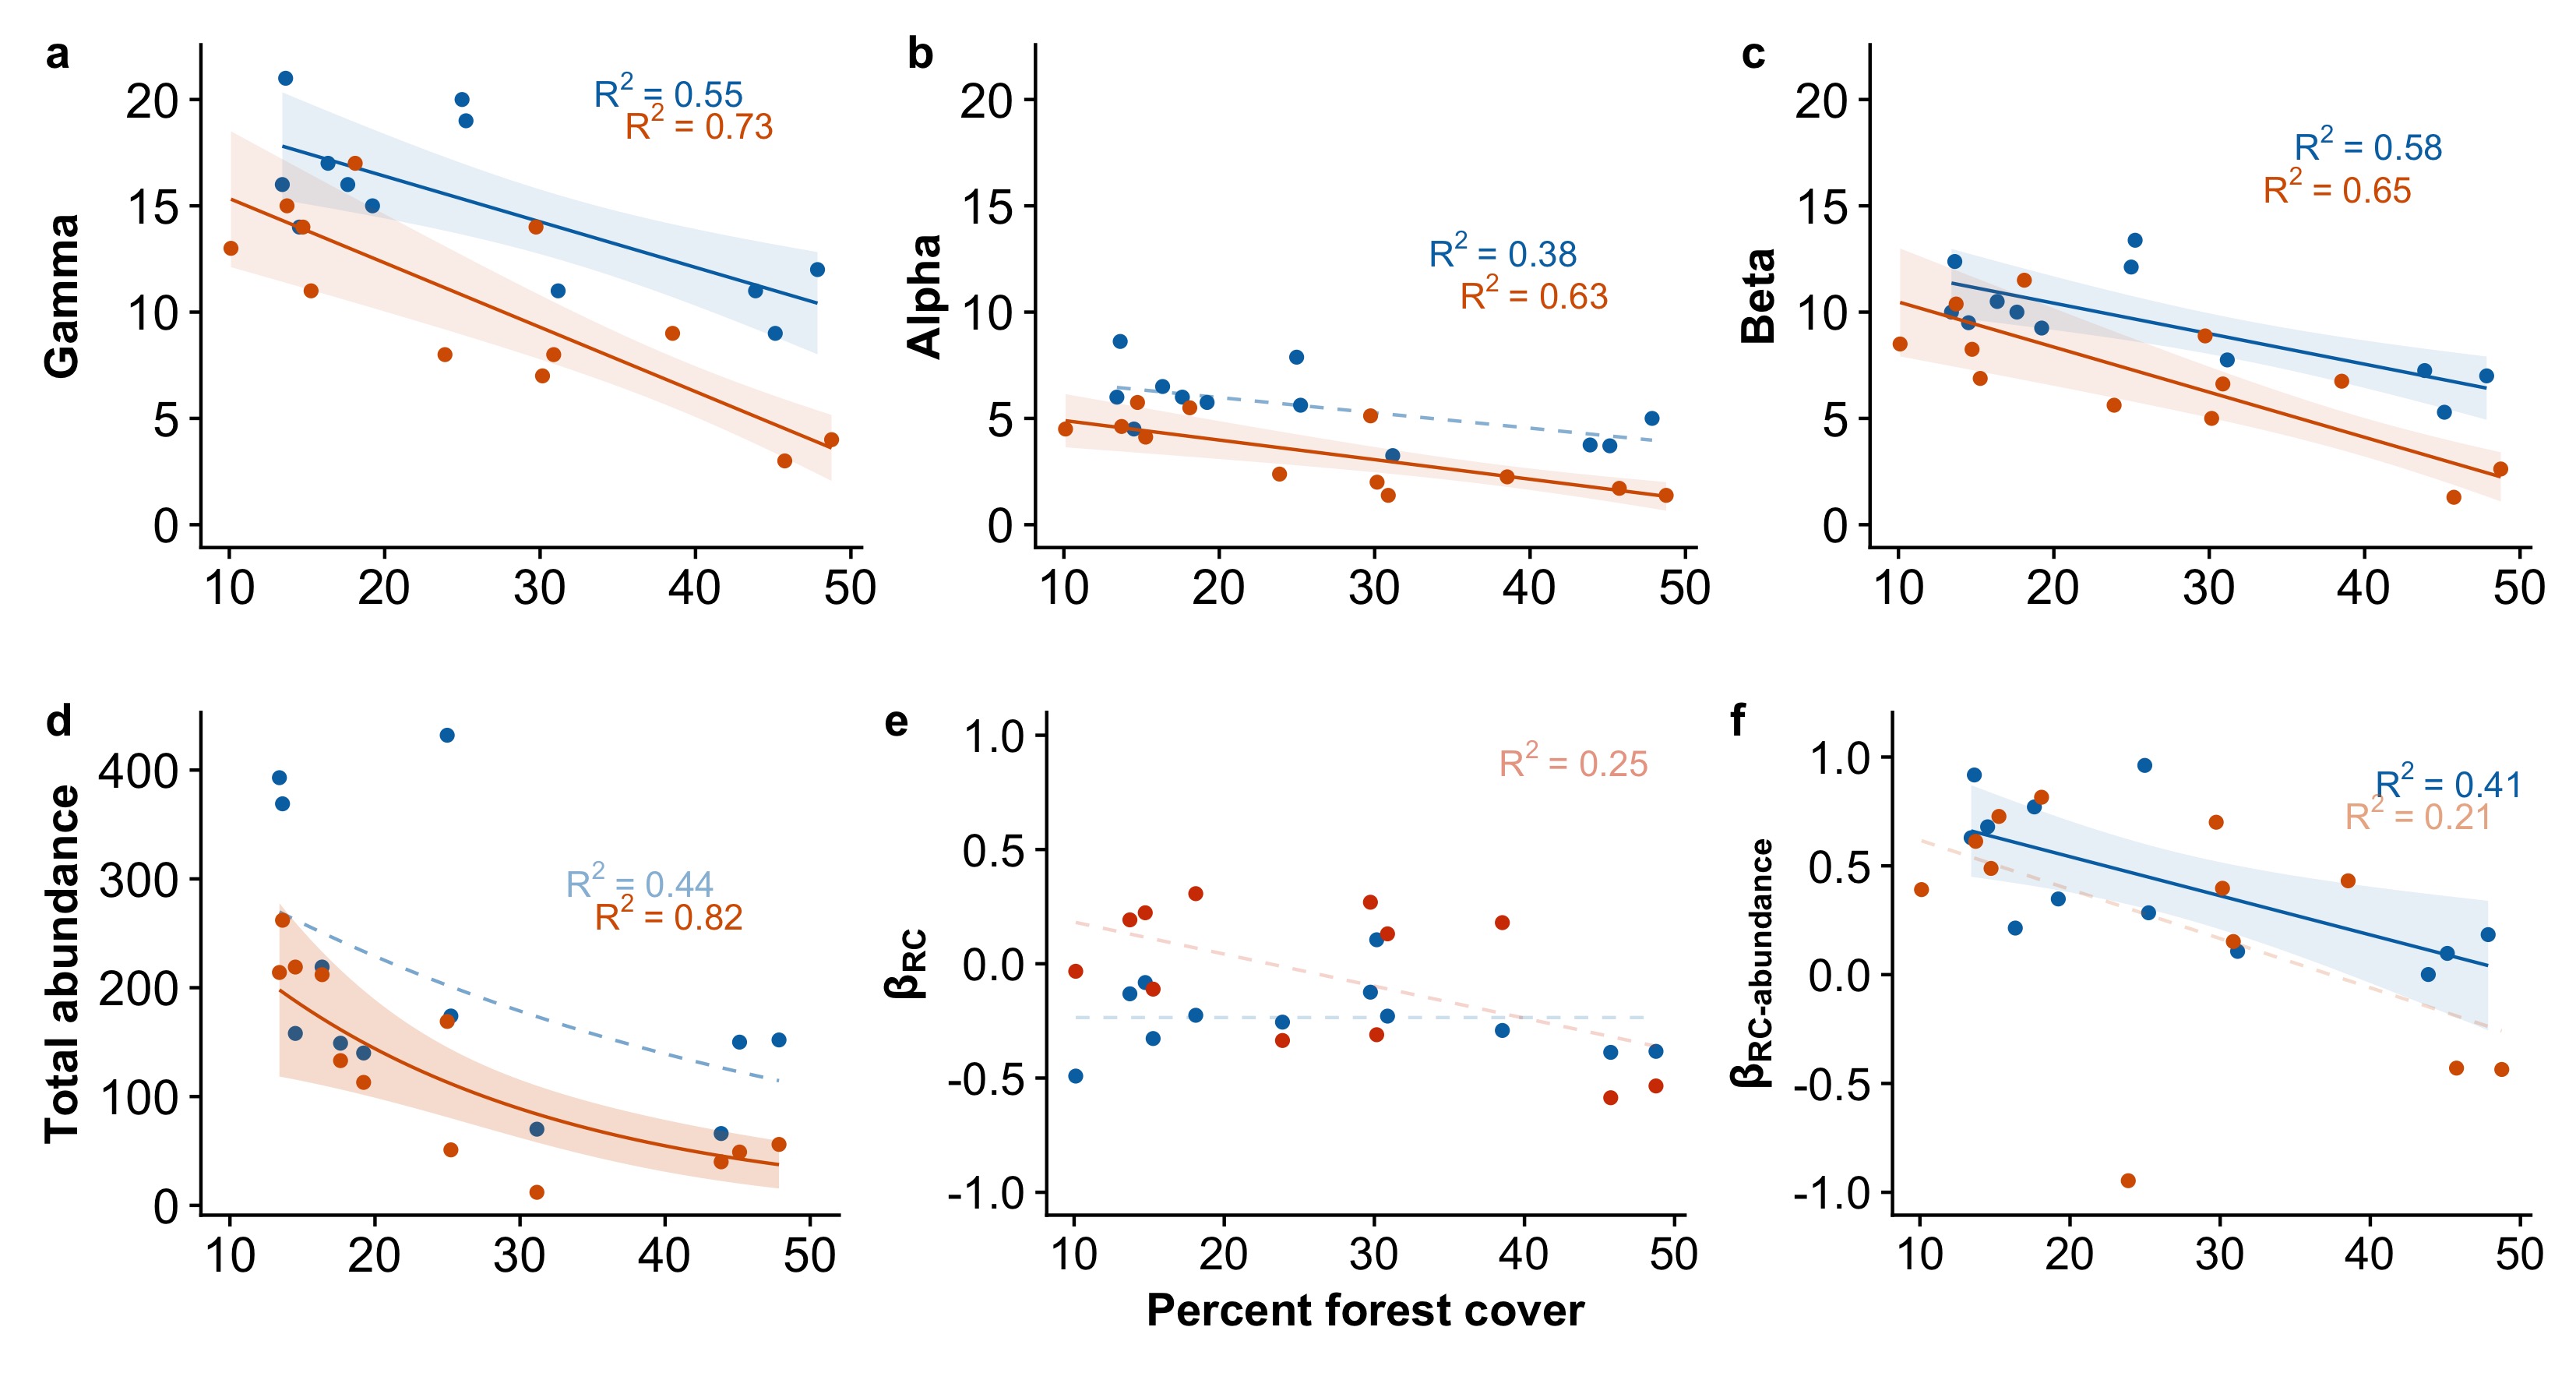 a
Gamma
20
15
10
5
0
10 20 30 40 50
R² = 0.55
R² = 0.73
b
Alpha
20
15
10
5
0
10 20 30 40 50
R² = 0.38
R² = 0.63
c
Beta
20
15
10
5
0
10 20 30 40 50
R² = 0.58
R² = 0.65
d
Total abundance
400
300
200
100
0
10 20 30 40 50
R² = 0.44
R² = 0.82
e
βRC
1.0
0.5
0.0
-0.5
-1.0
10 20 30 40 50
R² = 0.25
f
βRC-abundance
1.0
0.5
0.0
-0.5
-1.0
10 20 30 40 50
R² = 0.41
R² = 0.21
Percent forest cover